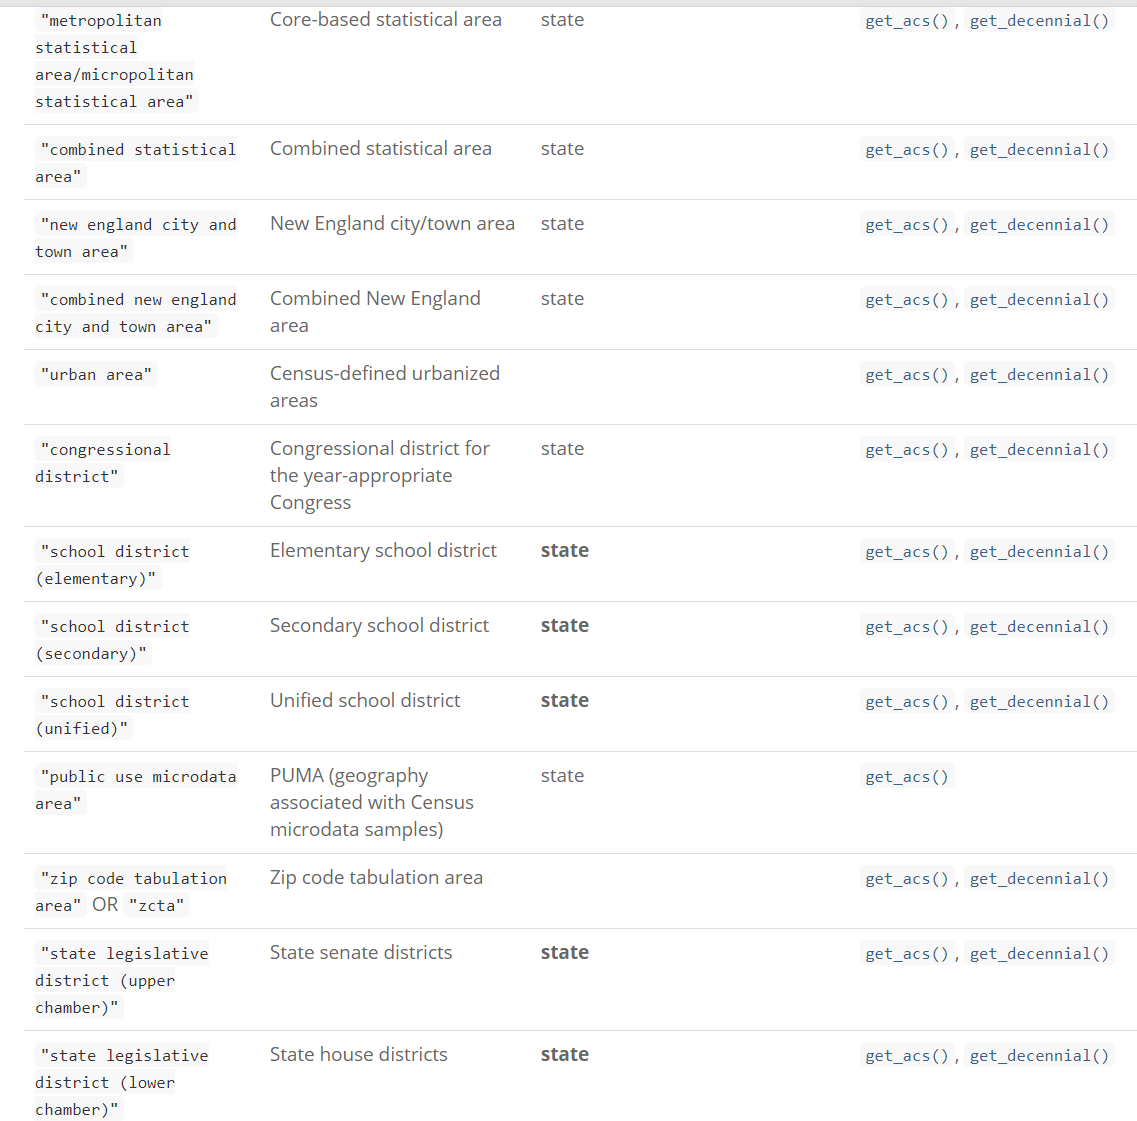 "metropolitan Core-based statistical area state get_acs(), get_decennial()
statistical
area/micropolitan
statistical area"
"combined statistical Combined statistical area state get_acs(), get_decennial()
area"
"new england city and New England city/town area state get_acs(), get_decennial()
town area"
"combined new england Combined New England state get_acs(), get_decennial()
city and town area" area
"urban area" Census-defined urbanized get_acs(), get_decennial()
areas
"congressional Congressional district for state get_acs(), get_decennial()
district" the year-appropriate
Congress
"school district Elementary school district state get_acs(), get_decennial()
(elementary)"
"school district Secondary school district state get_acs(), get_decennial()
(secondary)"
"school district Unified school district state get_acs(), get_decennial()
(unified)"
"public use microdata PUMA (geography state get_acs()
area" associated with Census
microdata samples)
"zip code tabulation Zip code tabulation area get_acs(), get_decennial()
area" OR "zcta"
"state legislative State senate districts state get_acs(), get_decennial()
district (upper
chamber)"
"state legislative State house districts state get_acs(), get_decennial()
district (lower
chamber)"